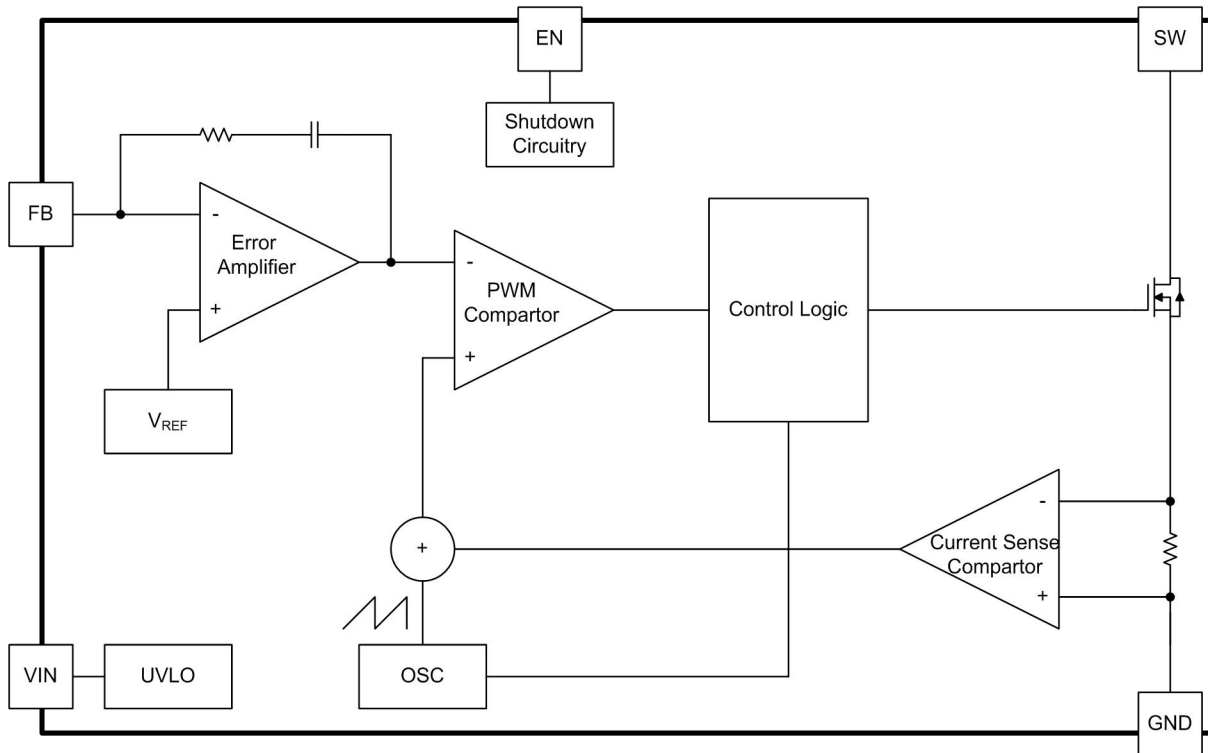 EN
SW
Shutdown
Circuitry
FB
-
Error
Amplifier
+
-
PWM
Compartor
+
Control Logic
VREF
-
Current Sense
Compartor
+
+
VIN
UVLO
OSC
GND